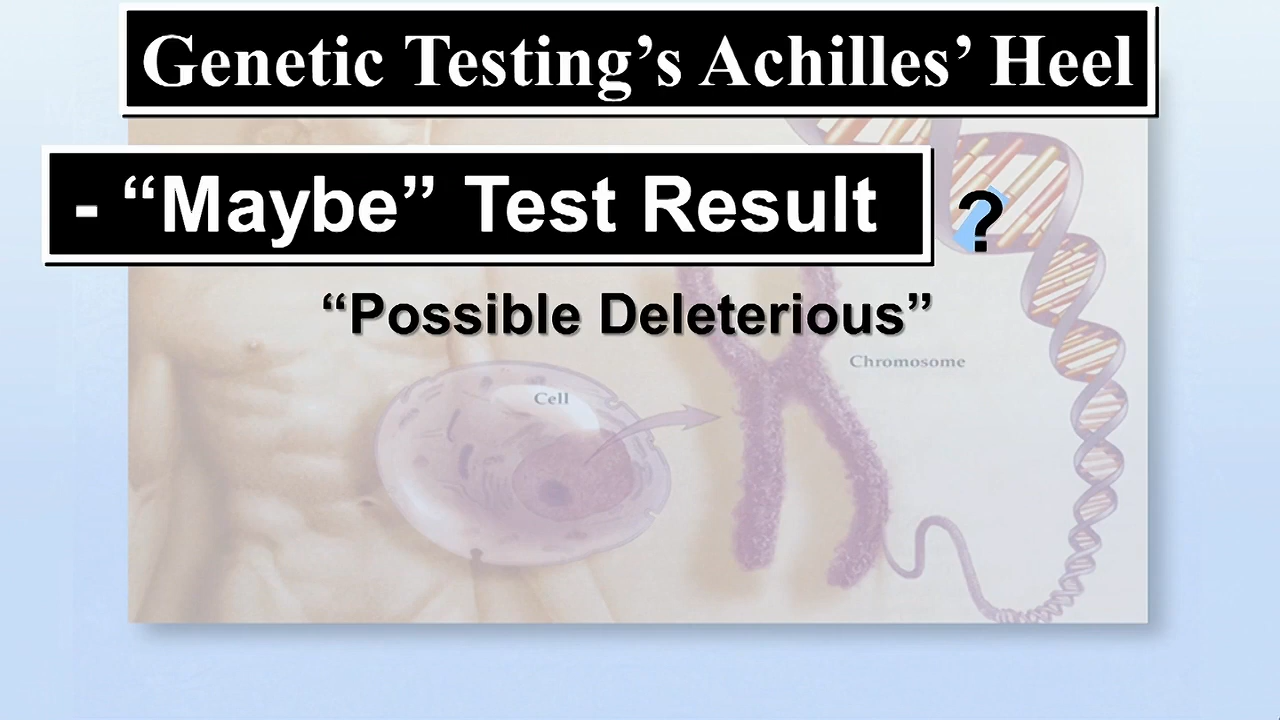 Genetic Testing’s Achilles’ Heel
- “Maybe” Test Result
?
“Possible Deleterious”
Chromosome
Cell